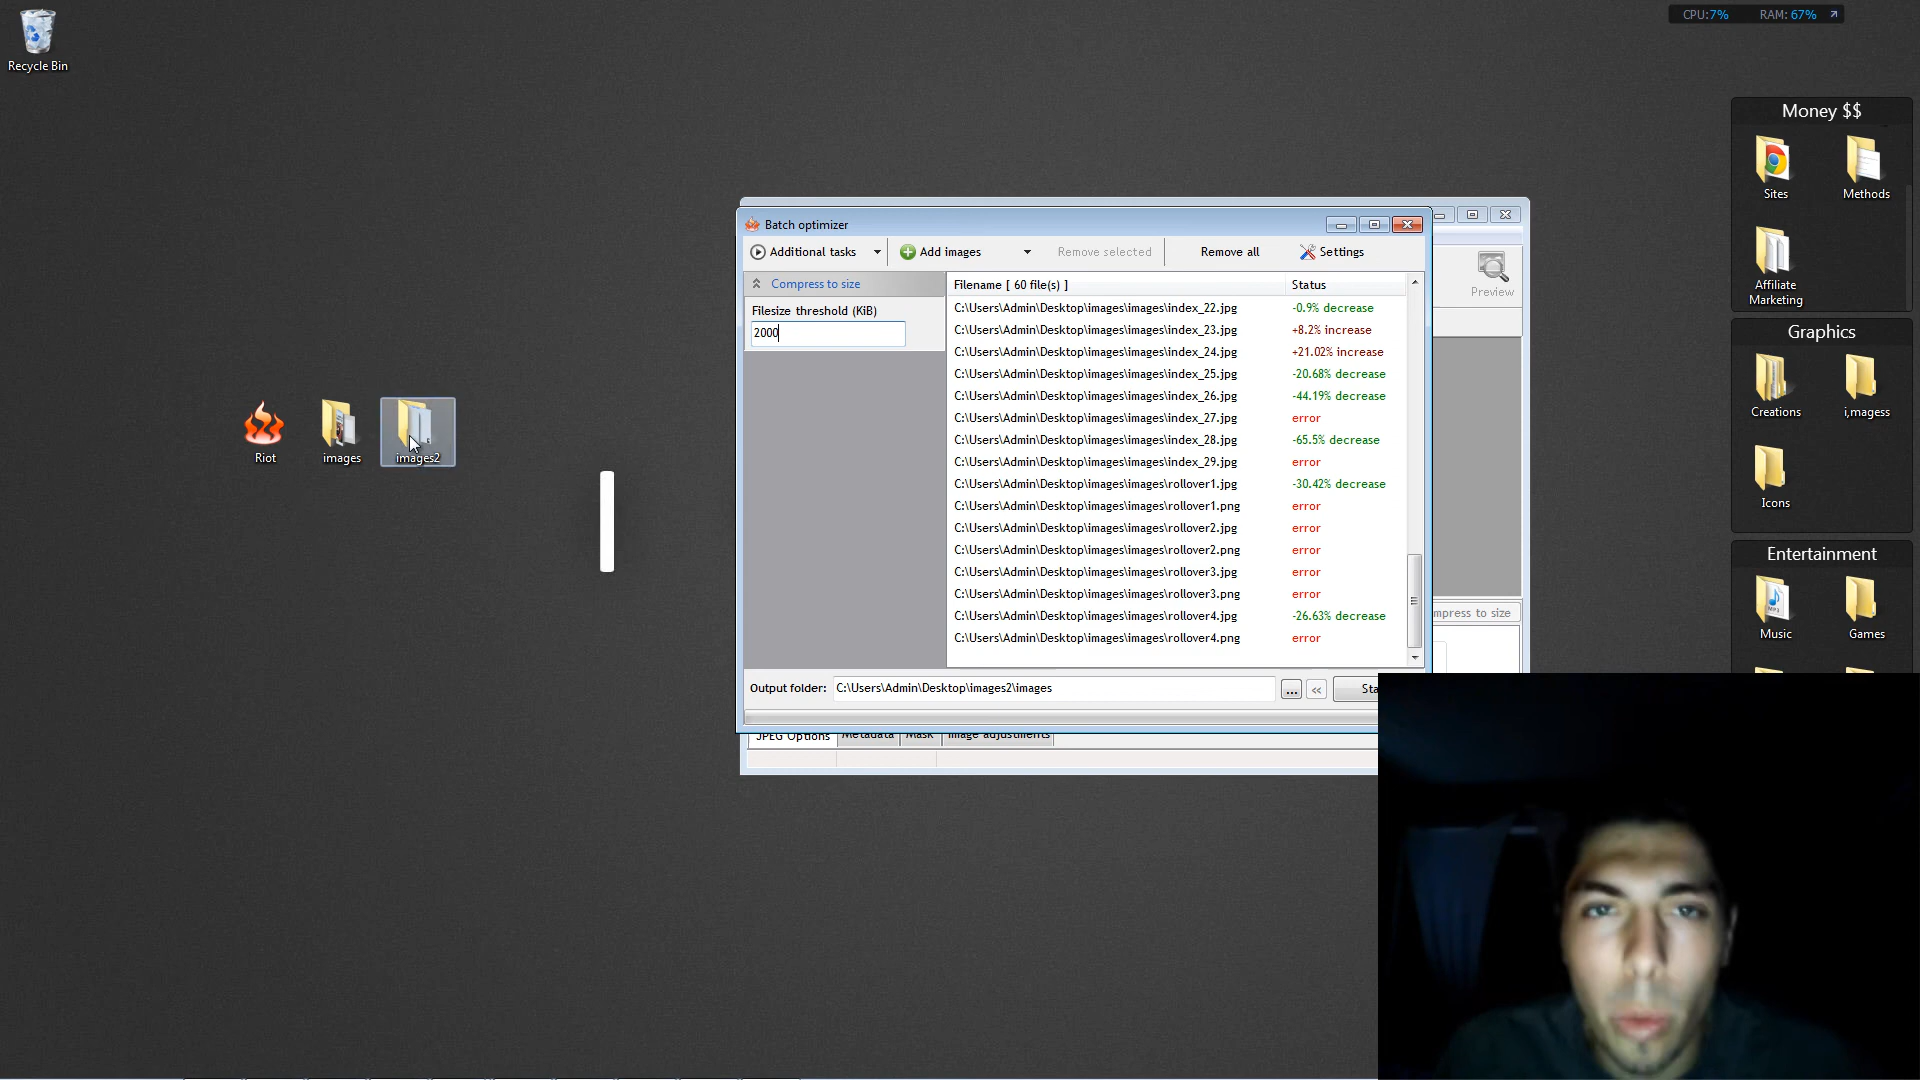 CPU:7% RAM: 67%
Recycle Bin
Money $$
Sites Methods
Affiliate
Marketing
Graphics
Creations i,magess
Icons
Entertainment
Music Games
Riot images images2
Batch optimizer
Additional tasks Add images Remove selected Remove all Settings
Compress to size
Filesize threshold (KiB)
2000
Filename [ 60 file(s) ] Status
C:\Users\Admin\Desktop\images\images\index_22.jpg -0.9% decrease
C:\Users\Admin\Desktop\images\images\index_23.jpg +8.2% increase
C:\Users\Admin\Desktop\images\images\index_24.jpg +21.02% increase
C:\Users\Admin\Desktop\images\images\index_25.jpg -20.68% decrease
C:\Users\Admin\Desktop\images\images\index_26.jpg -44.19% decrease
C:\Users\Admin\Desktop\images\images\index_27.jpg error
C:\Users\Admin\Desktop\images\images\index_28.jpg -65.5% decrease
C:\Users\Admin\Desktop\images\images\index_29.jpg error
C:\Users\Admin\Desktop\images\images\rollover1.jpg -30.42% decrease
C:\Users\Admin\Desktop\images\images\rollover1.png error
C:\Users\Admin\Desktop\images\images\rollover2.jpg error
C:\Users\Admin\Desktop\images\images\rollover2.png error
C:\Users\Admin\Desktop\images\images\rollover3.jpg error
C:\Users\Admin\Desktop\images\images\rollover3.png error
C:\Users\Admin\Desktop\images\images\rollover4.jpg -26.63% decrease
C:\Users\Admin\Desktop\images\images\rollover4.png error
Output folder: C:\Users\Admin\Desktop\images2\images ... << Sta
Preview
mpress to size
JPEG Options Metadata Mask Image adjustments